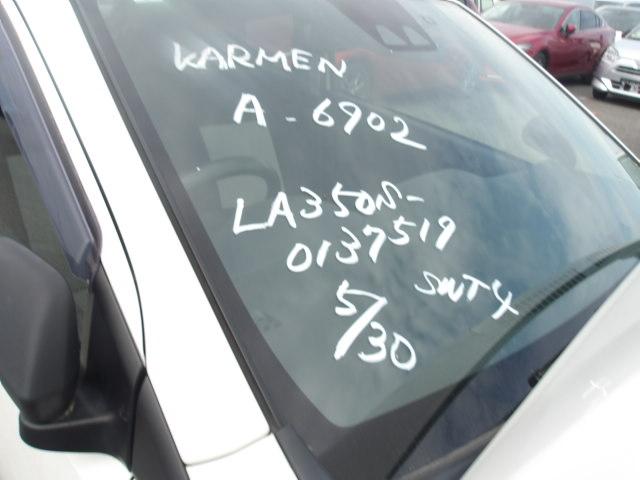 KARMEN
A-6902
LA350S-
0137519
5/30
SWT4